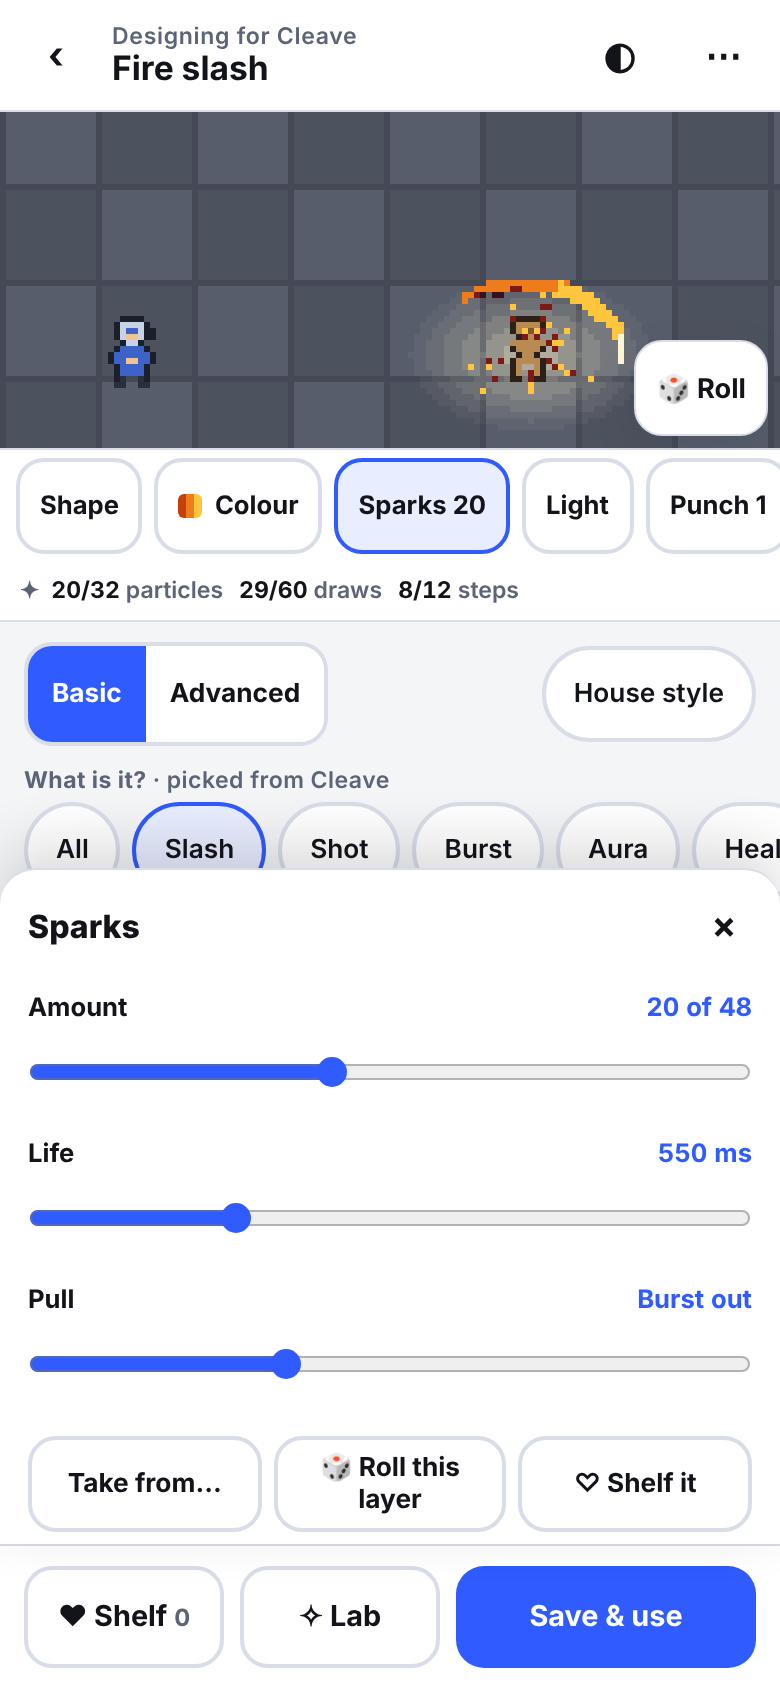 Designing for Cleave
Fire slash
Roll
Shape
Colour
Sparks 20
Light
Punch 1
20/32 particles 29/60 draws 8/12 steps
Basic
Advanced
House style
What is it? · picked from Cleave
All
Slash
Shot
Burst
Aura
Heal
Sparks
Amount
20 of 48
Life
550 ms
Pull
Burst out
Take from...
Roll this
layer
Shelf it
Shelf 0
Lab
Save & use